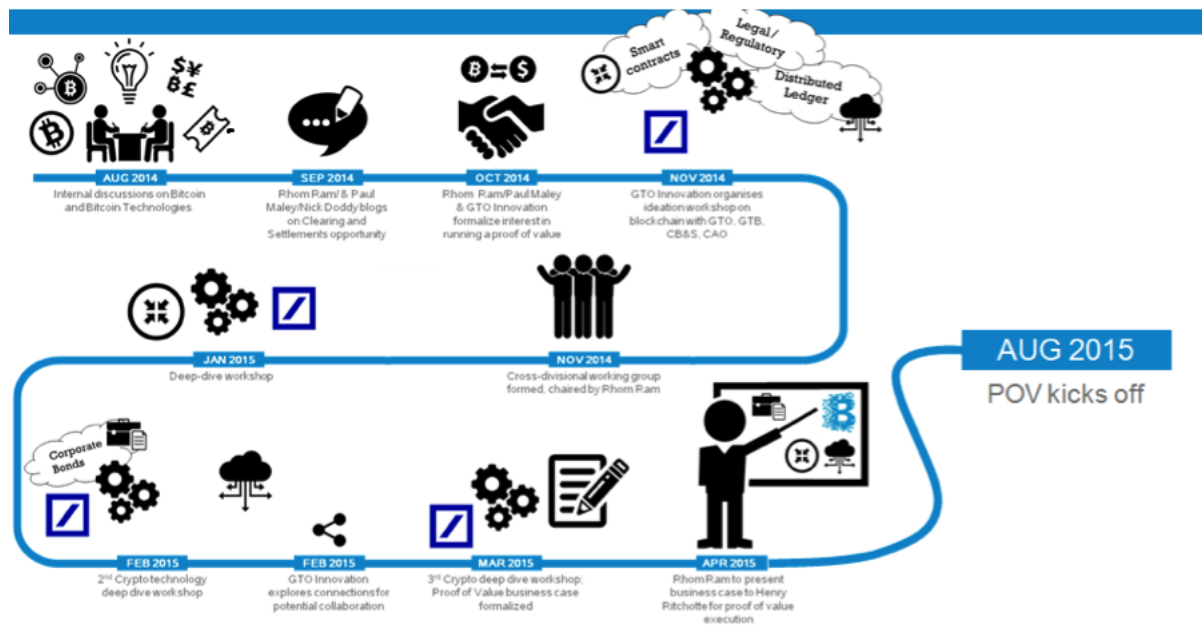 Smart
contracts
Legal /
Regulatory
Distributed
Ledger
$¥
B£
AUG 2014
Internal discussions on Bitcoin
and Bitcoin Technologies.
SEP 2014
Rhom Ram/ & Paul
Maley/Nick Doddy blogs
on Clearing and
Settlements opportunity
OCT 2014
Rhom Ram/Paul Maley
& GTO Innovation
formalize interest in
running a proof of value
NOV 2014
GTO Innovation organises
ideation workshop on
blockchain with GTO, GTB,
CB&S, CAO
JAN 2015
Deep-dive workshop
NOV 2014
Cross-divisional working group
formed, chaired by Rhom Ram
AUG 2015
POV kicks off
Corporate
Bonds
FEB 2015
2nd Crypto technology
deep dive workshop
FEB 2015
GTO Innovation
explores connections for
potential collaboration
MAR 2015
3rd Crypto deep dive workshop:
Proof of Value business case
formalized
APR 2015
Rhom Ram to present
business case to Henry
Ritchotte for proof of value
execution